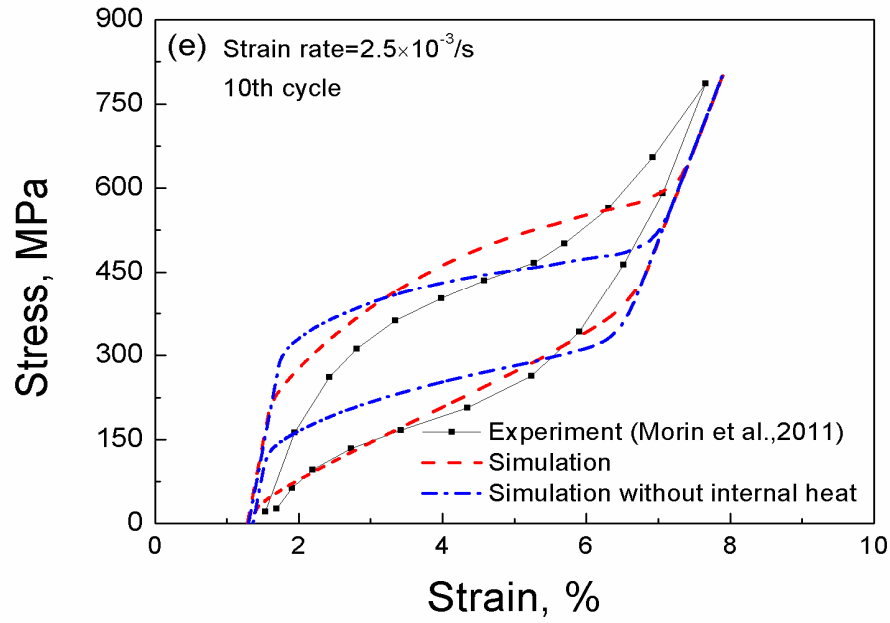 (e) Strain rate=2.5×10⁻³/s
10th cycle
900
750
600
450
300
150
0
Stress, MPa
Experiment (Morin et al.,2011)
Simulation
Simulation without internal heat
0 2 4 6 8 10
Strain, %